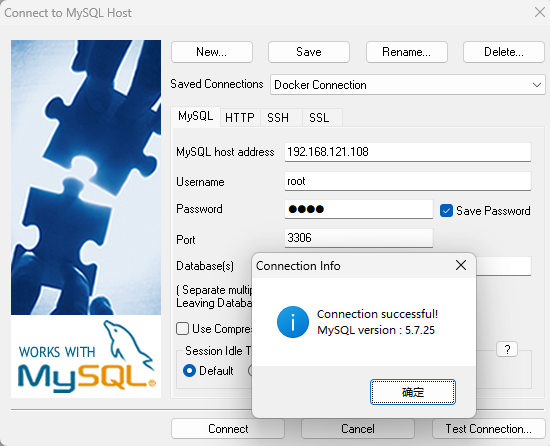 Connect to MySQL Host
New...
Save
Rename...
Delete...
Saved Connections
Docker Connection
MySQL
HTTP
SSH
SSL
MySQL host address
192.168.121.108
Username
root
Password
●●●●
Save Password
Port
3306
Database(s)
( Separate multip
Leaving Databa
Use Compre
Session Idle T
Default
?
Connection Info
Connection successful!
MySQL version : 5.7.25
确定
WORKS WITH
MySQL®
Connect
Cancel
Test Connection...